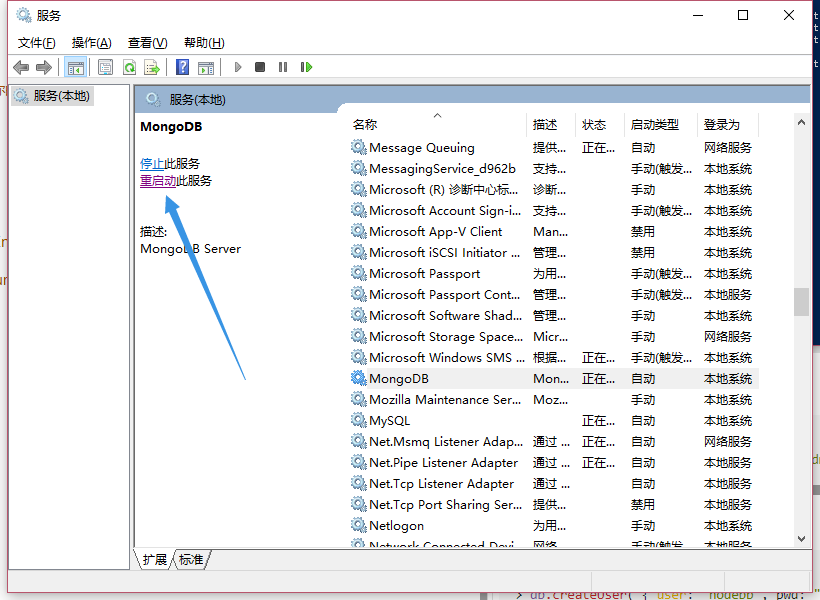 服务
文件(F) 操作(A) 查看(V) 帮助(H)
服务(本地)
服务(本地)
MongoDB
停止此服务
重启动此服务
描述:
MongoDB Server
名称 描述 状态 启动类型 登录为
Message Queuing 提供... 正在... 自动 网络服务
MessagingService_d962b 支持... 手动(触发... 本地系统
Microsoft (R) 诊断中心标... 诊断... 手动 本地系统
Microsoft Account Sign-i... 支持... 手动(触发... 本地系统
Microsoft App-V Client Man... 禁用 本地系统
Microsoft iSCSI Initiator ... 管理... 禁用 本地系统
Microsoft Passport 为用... 手动(触发... 本地系统
Microsoft Passport Cont... 管理... 手动(触发... 本地服务
Microsoft Software Shad... 管理... 手动 本地系统
Microsoft Storage Space... Micr... 手动 网络服务
Microsoft Windows SMS ... 根据... 正在... 手动(触发... 本地系统
MongoDB Mon... 正在... 自动 本地系统
Mozilla Maintenance Ser... Moz... 手动 本地系统
MySQL 正在... 自动 本地系统
Net.Msmq Listener Adap... 通过 ... 正在... 自动 网络服务
Net.Pipe Listener Adapter 通过 ... 正在... 自动 本地服务
Net.Tcp Listener Adapter 通过 ... 自动 本地服务
Net.Tcp Port Sharing Ser... 提供... 禁用 本地服务
Netlogon 为用... 手动 本地系统
Network Connected Devi... 网络... 手动(触发... 本地服务
扩展 标准
> db.createUser( { user: "nodebb", pwd: "